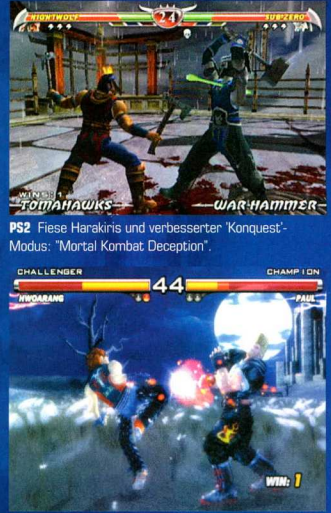 NIGHTWOLF 24 SUB-ZERO
WINS: 1
TOMAHAWKS WAR HAMMER
PS2 Fiese Harakiris und verbesserter 'Konquest'-
Modus: "Mortal Kombat Deception".
CHALLENGER CHAMPION
44
HWOARANG PAUL
WIN: 1